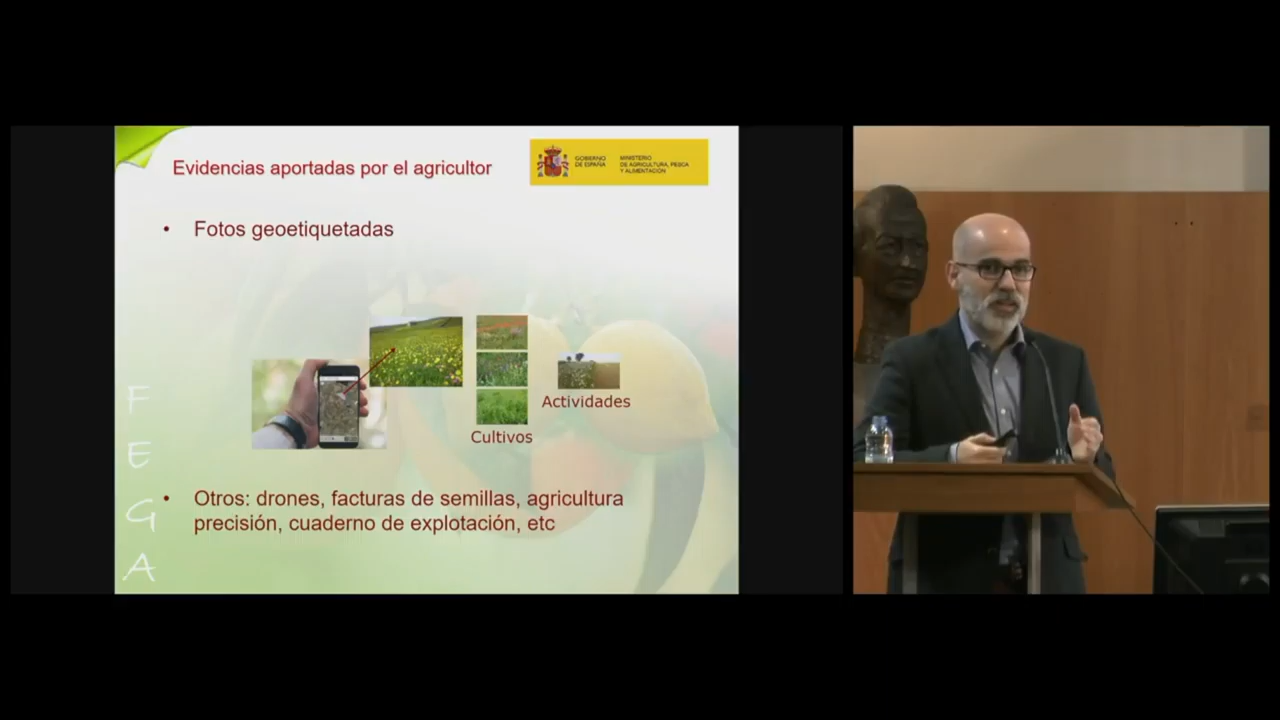 Evidencias aportadas por el agricultor
GOBIERNO
DE ESPAÑA
MINISTERIO
DE AGRICULTURA, PESCA
Y ALIMENTACIÓN
• Fotos geoetiquetadas
Actividades
Cultivos
• Otros: drones, facturas de semillas, agricultura
precisión, cuaderno de explotación, etc
F
E
G
A